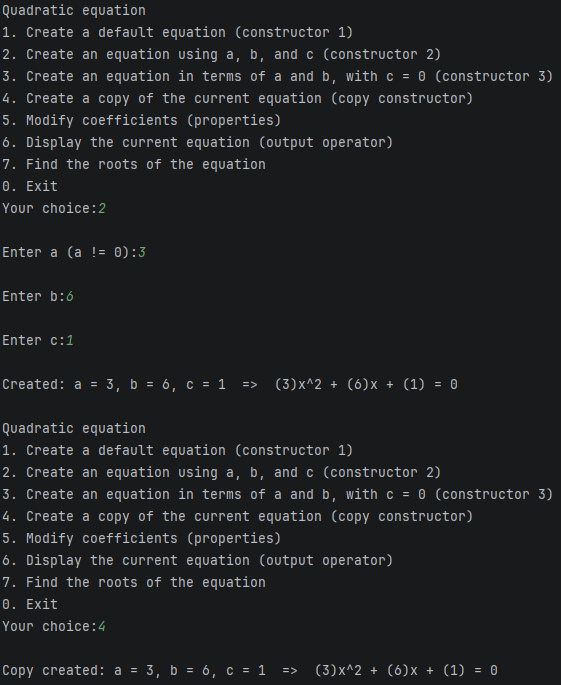 Quadratic equation
1. Create a default equation (constructor 1)
2. Create an equation using a, b, and c (constructor 2)
3. Create an equation in terms of a and b, with c = 0 (constructor 3)
4. Create a copy of the current equation (copy constructor)
5. Modify coefficients (properties)
6. Display the current equation (output operator)
7. Find the roots of the equation
0. Exit
Your choice:2
Enter a (a != 0):3
Enter b:6
Enter c:1
Created: a = 3, b = 6, c = 1  =>  (3)x^2 + (6)x + (1) = 0
Quadratic equation
1. Create a default equation (constructor 1)
2. Create an equation using a, b, and c (constructor 2)
3. Create an equation in terms of a and b, with c = 0 (constructor 3)
4. Create a copy of the current equation (copy constructor)
5. Modify coefficients (properties)
6. Display the current equation (output operator)
7. Find the roots of the equation
0. Exit
Your choice:4
Copy created: a = 3, b = 6, c = 1  =>  (3)x^2 + (6)x + (1) = 0